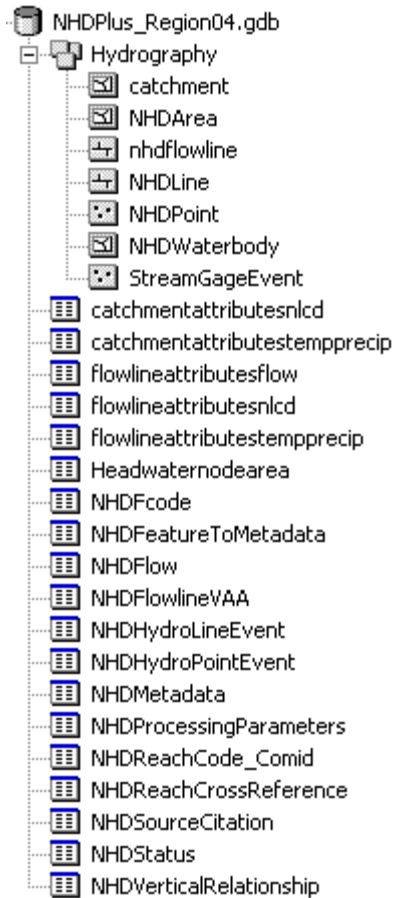 NHDPlus_Region04.gdb
Hydrography
catchment
NHDArea
nhdflowline
NHDLine
NHDPoint
NHDWaterbody
StreamGageEvent
catchmentattributesnlcd
catchmentattributestempprecip
flowlineattributesflow
flowlineattributesnlcd
flowlineattributestempprecip
Headwaternodearea
NHDFcode
NHDFeatureToMetadata
NHDFlow
NHDFlowlineVAA
NHDHydroLineEvent
NHDHydroPointEvent
NHDMetadata
NHDProcessingParameters
NHDReachCode_Comid
NHDReachCrossReference
NHDSourceCitation
NHDStatus
NHDVerticalRelationship